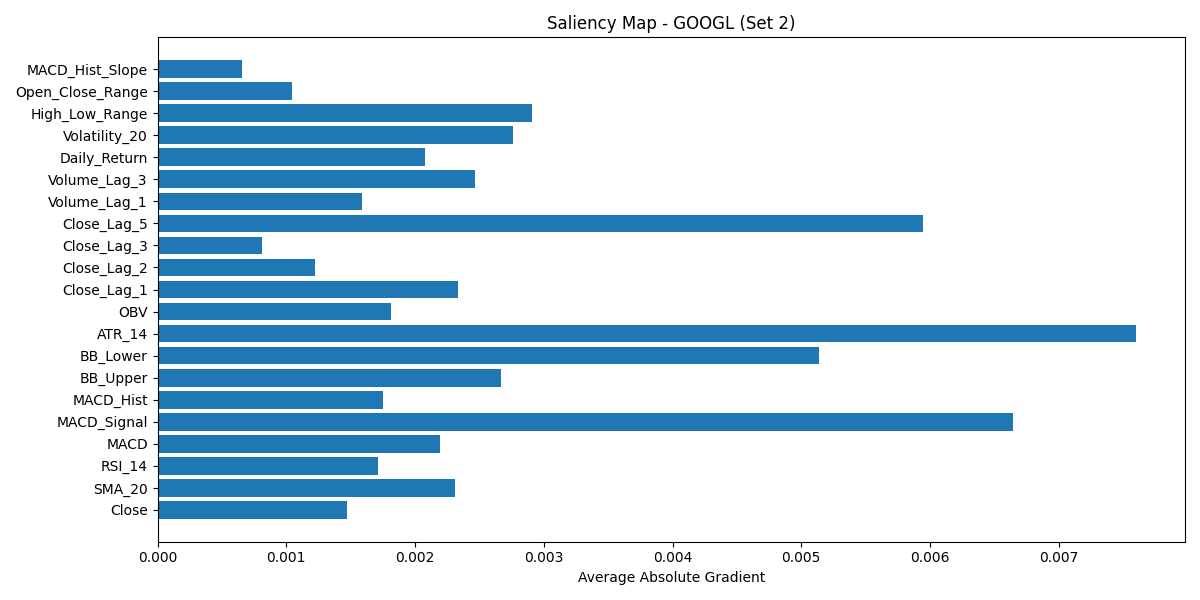 Saliency Map - GOOGL (Set 2)
MACD_Hist_Slope
Open_Close_Range
High_Low_Range
Volatility_20
Daily_Return
Volume_Lag_3
Volume_Lag_1
Close_Lag_5
Close_Lag_3
Close_Lag_2
Close_Lag_1
OBV
ATR_14
BB_Lower
BB_Upper
MACD_Hist
MACD_Signal
MACD
RSI_14
SMA_20
Close
0.000 0.001 0.002 0.003 0.004 0.005 0.006 0.007
Average Absolute Gradient